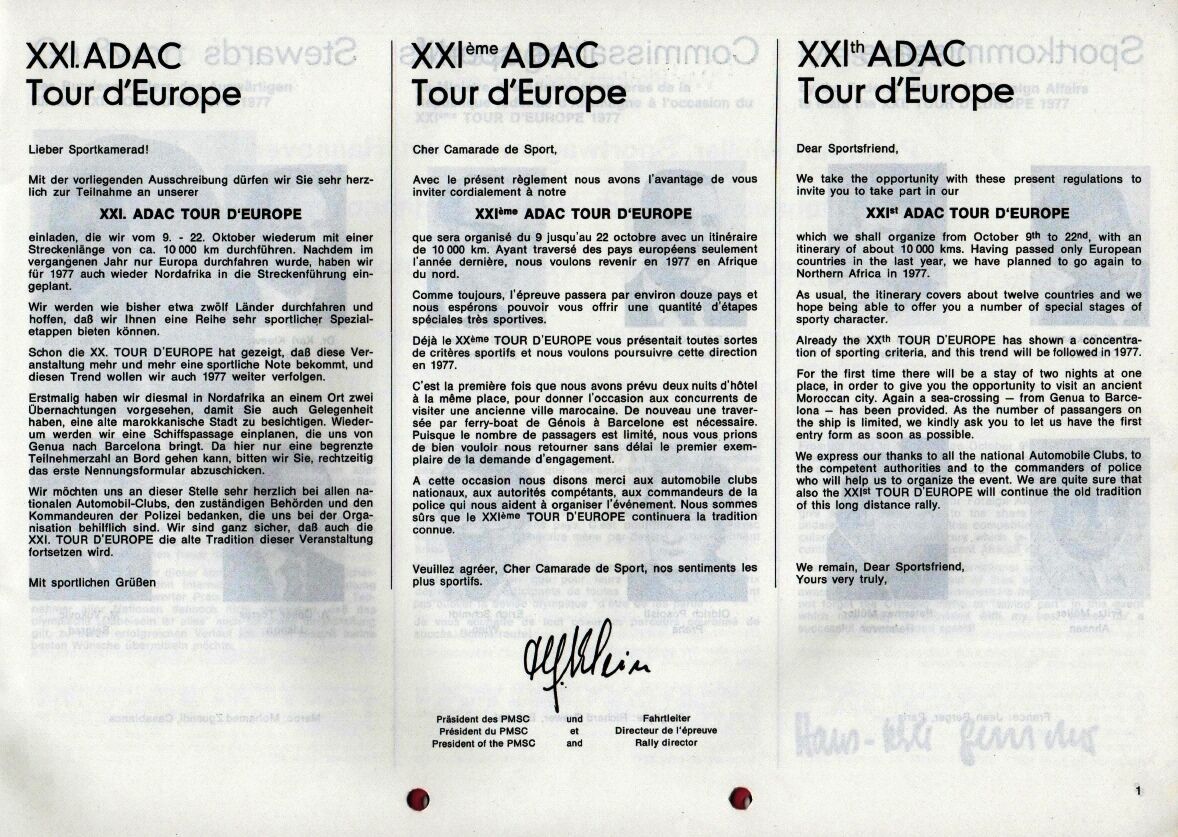 XXI. ADAC
Tour d'Europe
Lieber Sportkamerad!
Mit der vorliegenden Ausschreibung dürfen wir Sie sehr herz-
lich zur Teilnahme an unserer
XXI. ADAC TOUR D'EUROPE
einladen, die wir vom 9. - 22. Oktober wiederum mit einer
Streckenlänge von ca. 10 000 km durchführen. Nachdem im
vergangenen Jahr nur Europa durchfahren wurde, haben wir
für 1977 auch wieder Nordafrika in die Streckenführung ein-
geplant.
Wir werden wie bisher etwa zwölf Länder durchfahren und
hoffen, daß wir Ihnen eine Reihe sehr sportlicher Spezial-
etappen bieten können.
Schon die XX. TOUR D'EUROPE hat gezeigt, daß diese Ver-
anstaltung mehr und mehr eine sportliche Note bekommt, und
diesen Trend wollen wir auch 1977 weiter verfolgen.
Erstmalig haben wir diesmal in Nordafrika an einem Ort zwei
Übernachtungen vorgesehen, damit Sie auch Gelegenheit
haben, eine alte marokkanische Stadt zu besichtigen. Wieder-
um werden wir eine Schiffspassage einplanen, die uns von
Genua nach Barcelona bringt. Da hier nur eine begrenzte
Teilnehmerzahl an Bord gehen kann, bitten wir Sie, rechtzeitig
das erste Nennungsformular abzuschicken.
Wir möchten uns an dieser Stelle sehr herzlich bei allen na-
tionalen Automobil-Clubs, den zuständigen Behörden und den
Kommandeuren der Polizei bedanken, die uns bei der Orga-
nisation behilflich sind. Wir sind ganz sicher, daß auch die
XXI. TOUR D'EUROPE die alte Tradition dieser Veranstaltung
fortsetzen wird.
Mit sportlichen Grüßen
XXIème ADAC
Tour d'Europe
Cher Camarade de Sport,
Avec le présent règlement nous avons l'avantage de vous
inviter cordialement à notre
XXIème ADAC TOUR D'EUROPE
que sera organisé du 9 jusqu'au 22 octobre avec un itinéraire
de 10 000 km. Ayant traversé des pays européens seulement
l'année dernière, nous voulons revenir en 1977 en Afrique
du nord.
Comme toujours, l'épreuve passera par environ douze pays et
nous espérons pouvoir vous offrir une quantité d'étapes
spéciales très sportives.
Déjà le XXème TOUR D'EUROPE vous présentait toutes sortes
de critères sportifs et nous voulons poursuivre cette direction
en 1977.
C'est la première fois que nous avons prévu deux nuits d'hôtel
à la même place, pour donner l'occasion aux concurrents de
visiter une ancienne ville marocaine. De nouveau une traver-
sée par ferry-boat de Génois à Barcelone est nécessaire.
Puisque le nombre de passagers est limité, nous vous prions
de bien vouloir nous retourner sans délai le premier exem-
plaire de la demande d'engagement.
A cette occasion nous disons merci aux automobile clubs
nationaux, aux autorités compétants, aux commandeurs de la
police qui nous aident à organiser l'événement. Nous sommes
sûrs que le XXIème TOUR D'EUROPE continuera la tradition
connue.
Veuillez agréer, Cher Camarade de Sport, nos sentiments les
plus sportifs.
Präsident des PMSC und Fahrtleiter
Président du PMSC et Directeur de l'épreuve
President of the PMSC and Rally director
XXIth ADAC
Tour d'Europe
Dear Sportsfriend,
We take the opportunity with these present regulations to
invite you to take part in our
XXIst ADAC TOUR D'EUROPE
which we shall organize from October 9th to 22nd, with an
itinerary of about 10 000 kms. Having passed only European
countries in the last year, we have planned to go again to
Northern Africa in 1977.
As usual, the itinerary covers about twelve countries and we
hope being able to offer you a number of special stages of
sporty character.
Already the XXth TOUR D'EUROPE has shown a concentra-
tion of sporting criteria, and this trend will be followed in 1977.
For the first time there will be a stay of two nights at one
place, in order to give you the opportunity to visit an ancient
Moroccan city. Again a sea-crossing — from Genua to Barce-
lona — has been provided. As the number of passengers on
the ship is limited, we kindly ask you to let us have the first
entry form as soon as possible.
We express our thanks to all the national Automobile Clubs, to
the competent authorities and to the commanders of police
who will help us to organize the event. We are quite sure that
also the XXIst TOUR D'EUROPE will continue the old tradition
of this long distance rally.
We remain, Dear Sportsfriend,
Yours very truly,
1